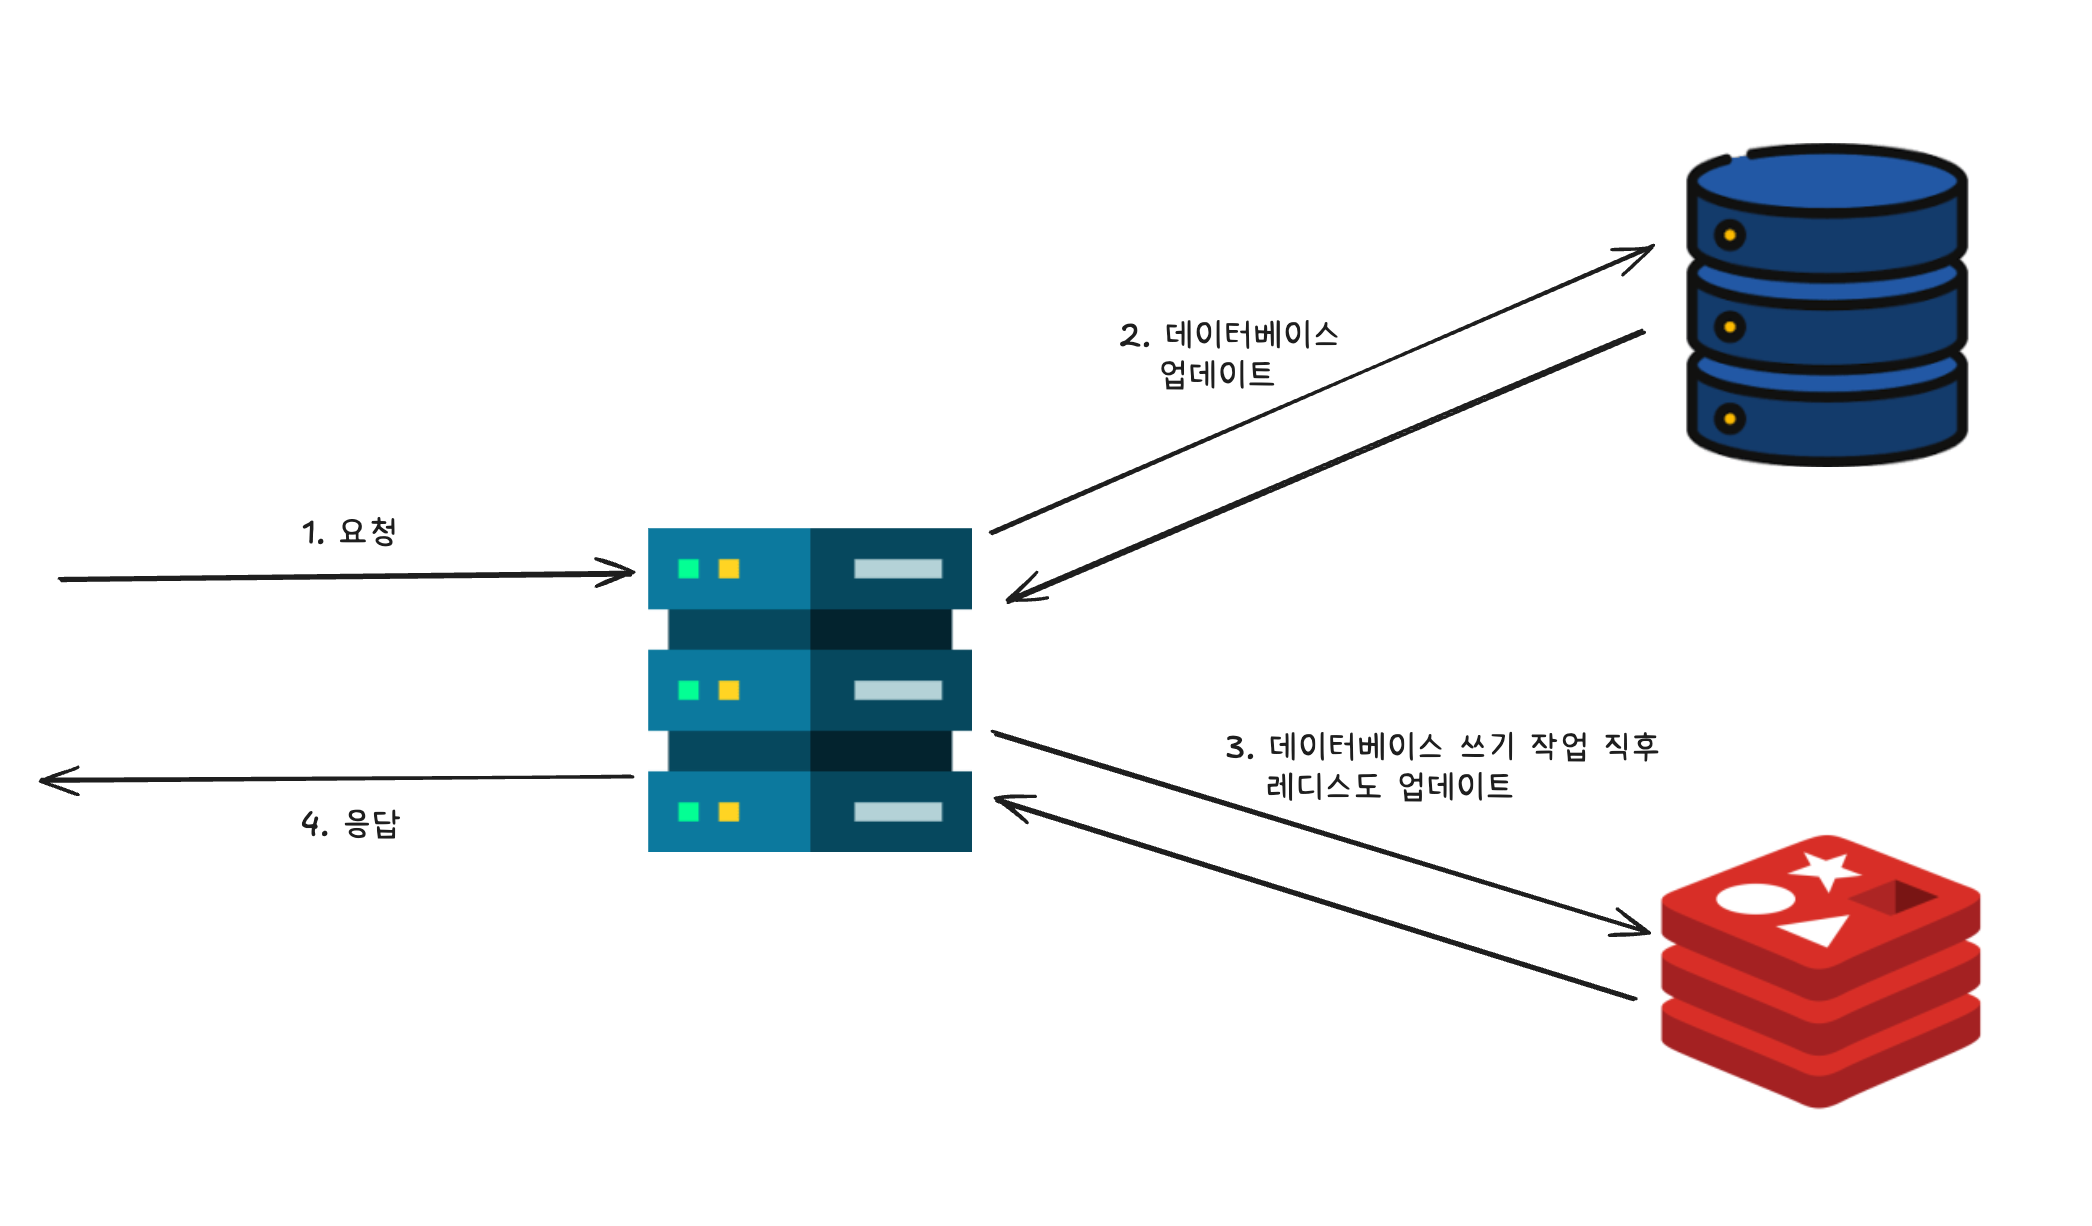 1. 요청
2. 데이터베이스
업데이트
3. 데이터베이스 쓰기 작업 직후
레디스도 업데이트
4. 응답